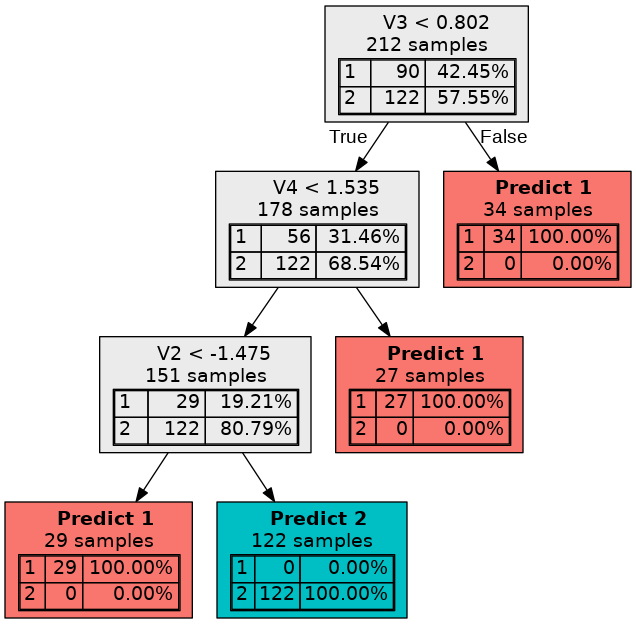 V3 < 0.802
212 samples
1 90 42.45%
2 122 57.55%
True
False
V4 < 1.535
178 samples
1 56 31.46%
2 122 68.54%
Predict 1
34 samples
1 34 100.00%
2 0 0.00%
V2 < -1.475
151 samples
1 29 19.21%
2 122 80.79%
Predict 1
27 samples
1 27 100.00%
2 0 0.00%
Predict 1
29 samples
1 29 100.00%
2 0 0.00%
Predict 2
122 samples
1 0 0.00%
2 122 100.00%